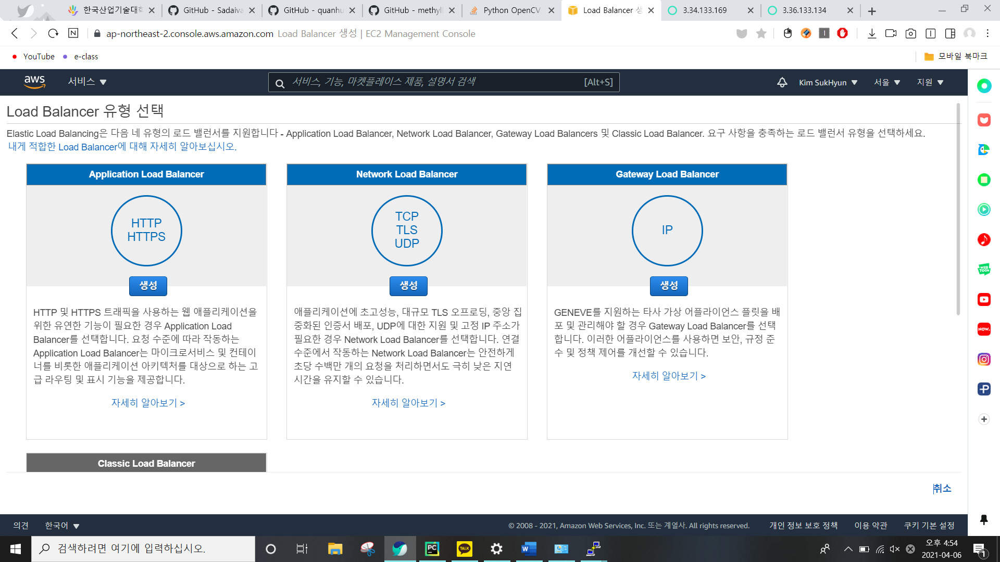 한국산업기술대학
GitHub - Sadaiva
GitHub - quanhu
GitHub - methyll
Python OpenCV
Load Balancer 생
3.34.133.169
3.36.133.134
ap-northeast-2.console.aws.amazon.com Load Balancer 생성 | EC2 Management Console
YouTube
e-class
모바일 북마크
aws
서비스
서비스, 기능, 마켓플레이스 제품, 설명서 검색
[Alt+S]
Kim SukHyun
서울
지원
Load Balancer 유형 선택
Elastic Load Balancing은 다음 네 유형의 로드 밸런서를 지원합니다 - Application Load Balancer, Network Load Balancer, Gateway Load Balancers 및 Classic Load Balancer. 요구 사항을 충족하는 로드 밸런서 유형을 선택하세요.
내게 적합한 Load Balancer에 대해 자세히 알아보십시오.
Application Load Balancer
HTTP
HTTPS
생성
HTTP 및 HTTPS 트래픽을 사용하는 웹 애플리케이션을
위한 유연한 기능이 필요한 경우 Application Load
Balancer를 선택합니다. 요청 수준에 따라 작동하는
Application Load Balancer는 마이크로서비스 및 컨테이
너를 비롯한 애플리케이션 아키텍처를 대상으로 하는 고
급 라우팅 및 표시 기능을 제공합니다.
자세히 알아보기 >
Network Load Balancer
TCP
TLS
UDP
생성
애플리케이션에 초고성능, 대규모 TLS 오프로딩, 중앙 집
중화된 인증서 배포, UDP에 대한 지원 및 고정 IP 주소가
필요한 경우 Network Load Balancer를 선택합니다. 연결
수준에서 작동하는 Network Load Balancer는 안전하게
초당 수백만 개의 요청을 처리하면서도 극히 낮은 지연
시간을 유지할 수 있습니다.
자세히 알아보기 >
Gateway Load Balancer
IP
생성
GENEVE를 지원하는 타사 가상 어플라이언스 플릿을 배
포 및 관리해야 할 경우 Gateway Load Balancer를 선택
합니다. 이러한 어플라이언스를 사용하면 보안, 규정 준
수 및 정책 제어를 개선할 수 있습니다.
자세히 알아보기 >
Classic Load Balancer
취소
WEB
TOON
NOW.
의견
한국어
© 2008 - 2021, Amazon Web Services, Inc. 또는 계열사. All rights reserved.
개인 정보 보호 정책
이용 약관
쿠키 기본 설정
검색하려면 여기에 입력하십시오.
PC
TALK
W
오후 4:54
2021-04-06
1